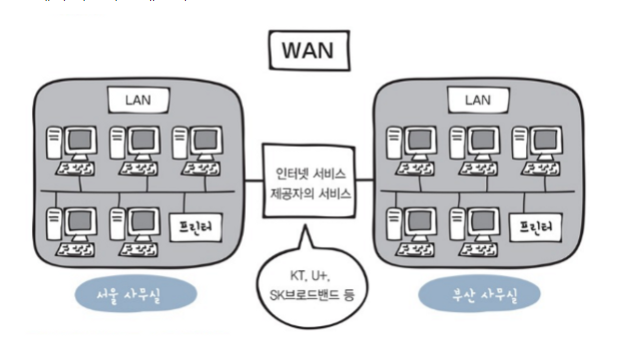 WAN
LAN
LAN
인터넷 서비스
제공자의 서비스
프린터
프린터
KT, U+,
SK브로드밴드 등
서울 사무실
부산 사무실